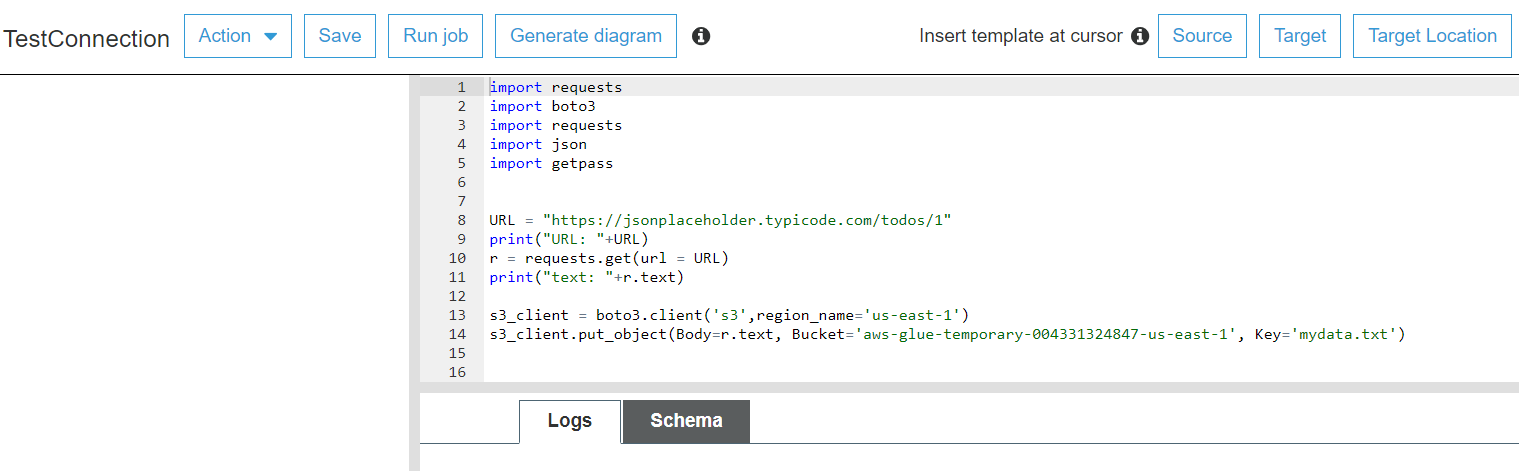 TestConnection Action Save Run job Generate diagram Insert template at cursor Source Target Target Location
1 import requests
2 import boto3
3 import requests
4 import json
5 import getpass
6
7
8 URL = "https://jsonplaceholder.typicode.com/todos/1"
9 print("URL: "+URL)
10 r = requests.get(url = URL)
11 print("text: "+r.text)
12
13 s3_client = boto3.client('s3',region_name='us-east-1')
14 s3_client.put_object(Body=r.text, Bucket='aws-glue-temporary-004331324847-us-east-1', Key='mydata.txt')
15
16
Logs Schema